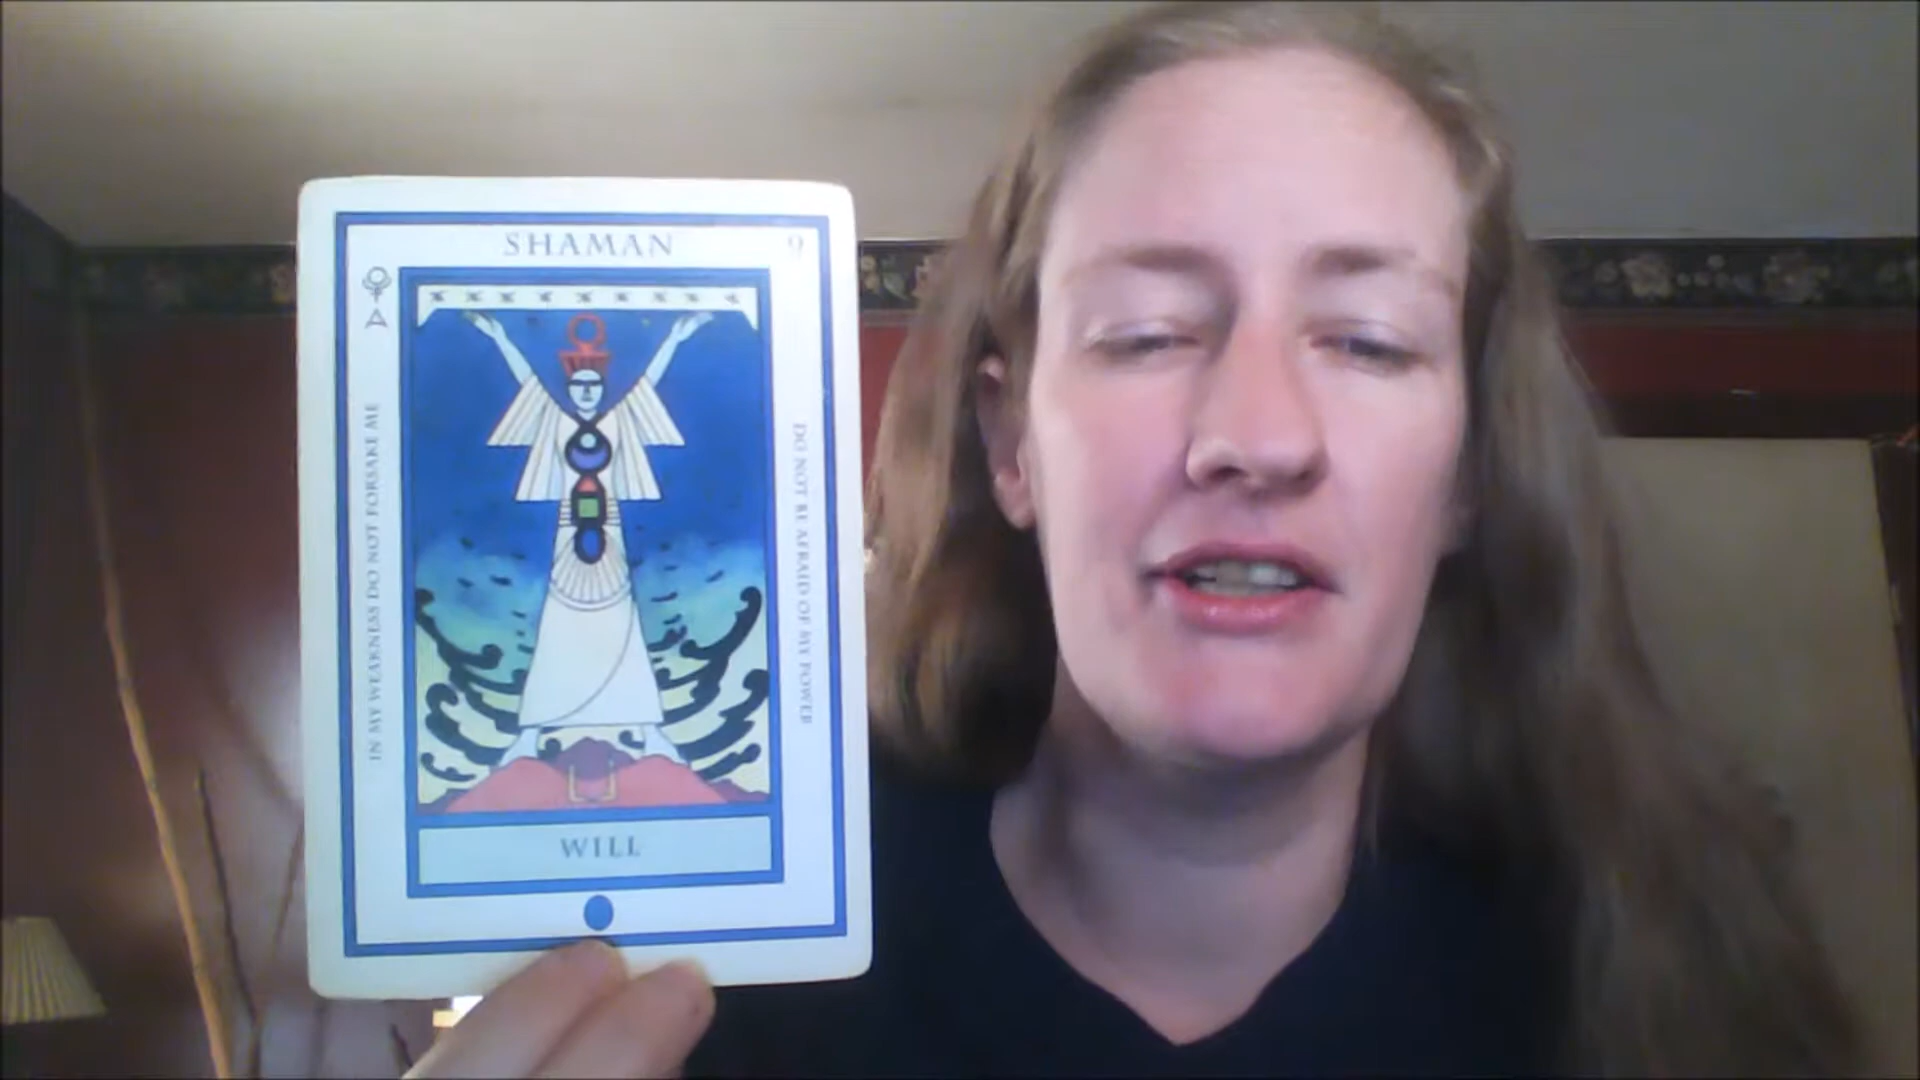 SHAMAN
9
IN MY WEAKNESS DO NOT FORSAKE ME
DO NOT BE AFRAID OF MY POWER
WILL